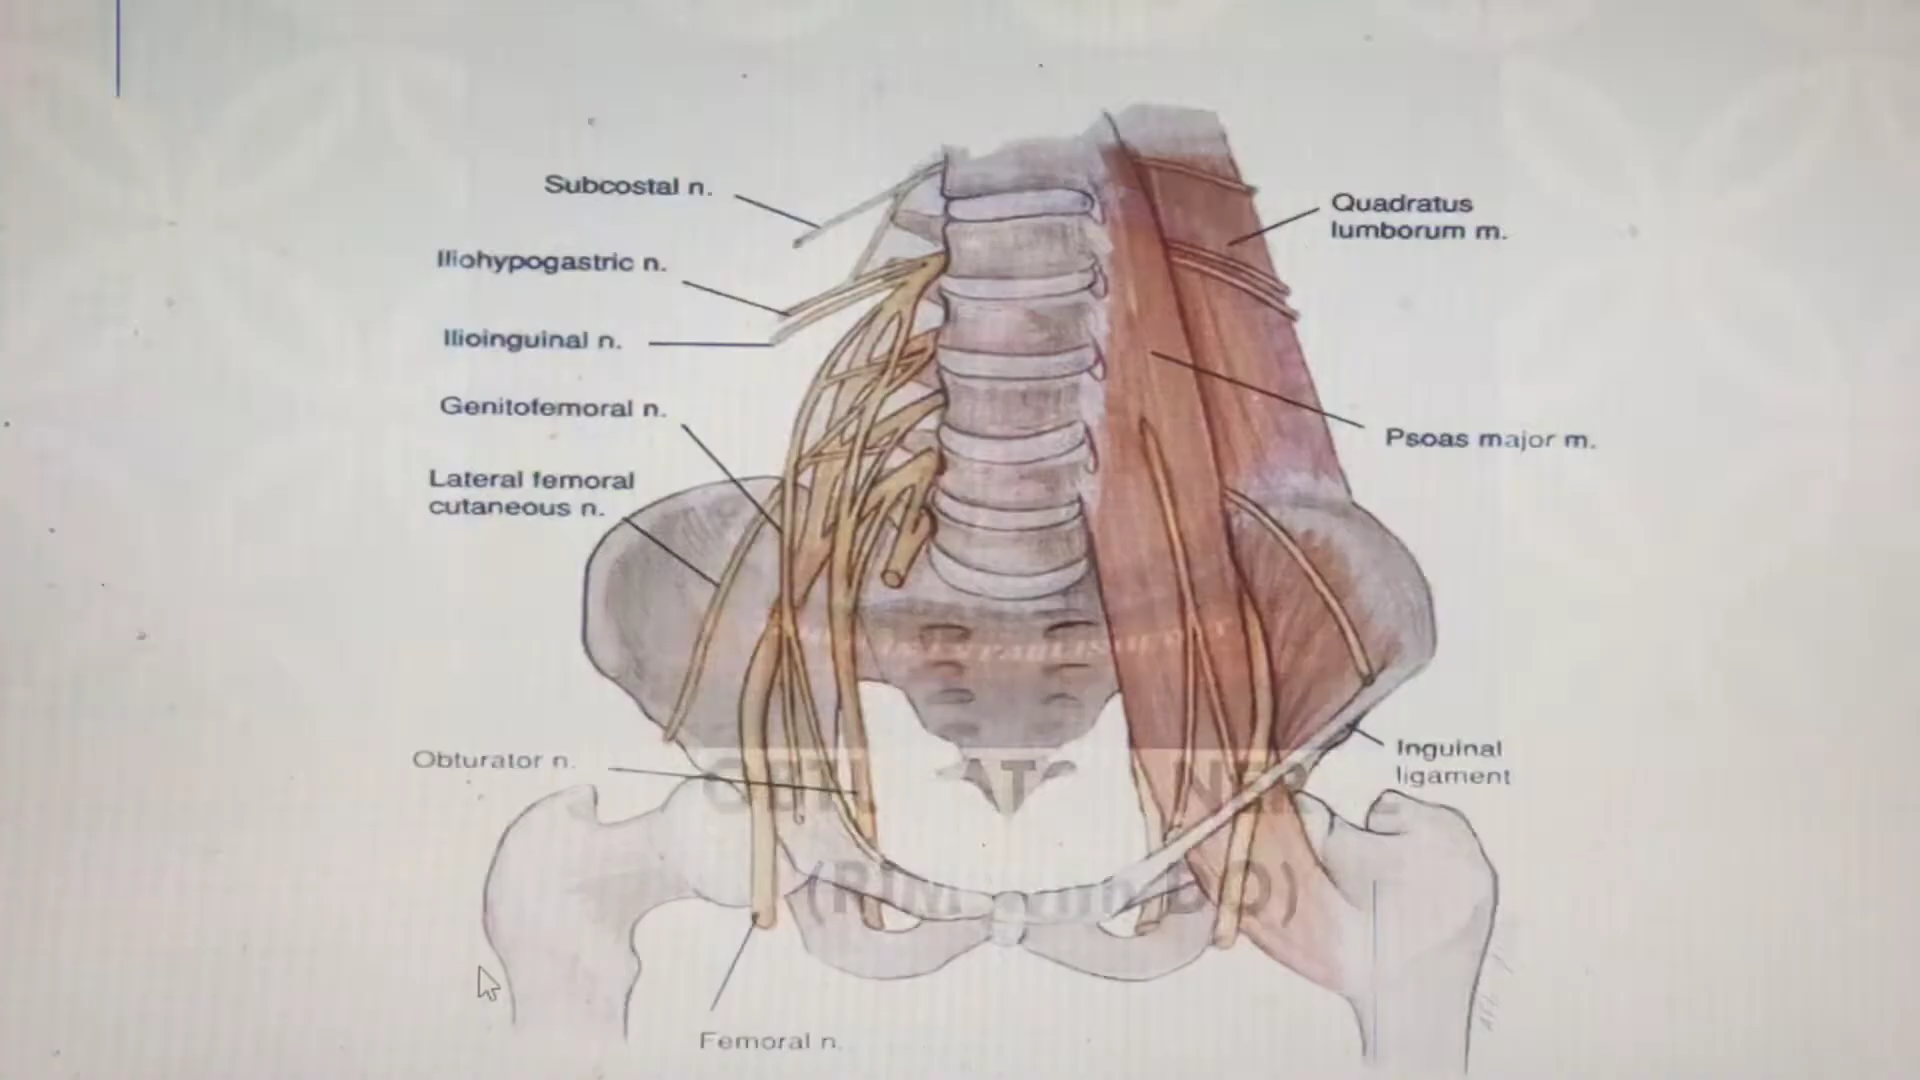 Subcostal n.
Quadratus
lumborum m.
Iliohypogastric n.
Ilioinguinal n.
Genitofemoral n.
Psoas major m.
Lateral femoral
cutaneous n.
Obturator n.
Inguinal
ligament
Femoral n.